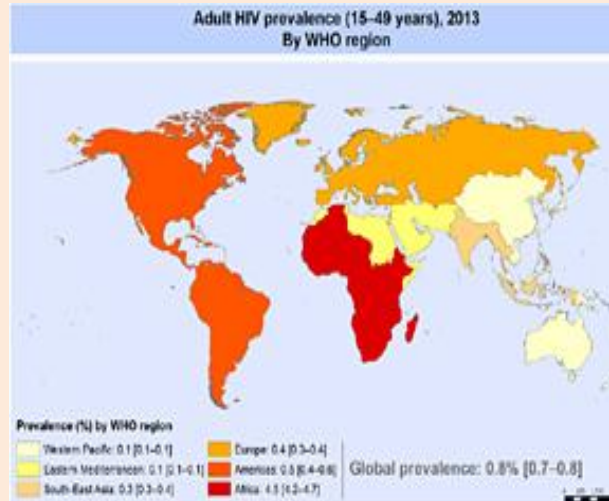 Adult HIV prevalence (15–49 years), 2013
By WHO region
Prevalence (%) by WHO region
Western Pacific: 0.1 [0.1–0.1]
Eastern Mediterranean: 0.1 [0.1–0.1]
South-East Asia: 0.3 [0.3–0.4]
Europe: 0.4 [0.3–0.4]
Americas: 0.5 [0.4–0.6]
Africa: 4.5 [4.2–4.7]
Global prevalence: 0.8% [0.7–0.8]